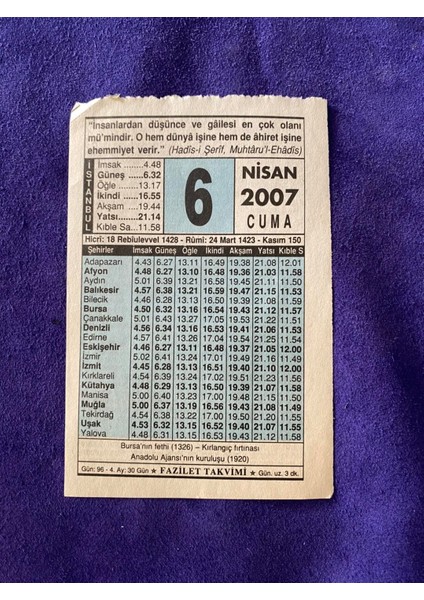 "İnsanlardan düşünce ve gâilesi en çok olanı
mü'mindir. O hem dünyâ işine hem de âhiret işine
ehemmiyet verir." (Hadîs-i Şerîf, Muhtâru'l-Ehâdîs)
İSTANBUL
İmsak ........ 4.48
Güneş ...... 6.32
Öğle ........ 13.17
İkindi ...... 16.55
Akşam .... 19.44
Yatsı....... 21.14
Kıble Sa... 11.58
6
NİSAN
2007
CUMA
Hicrî: 18 Rebiulevvel 1428 - Rûmî: 24 Mart 1423 - Kasım 150
Şehirler İmsak Güneş Öğle İkindi Akşam Yatsı Kıble S
Adapazarı 4.43 6.27 13.11 16.49 19.38 21.08 12.01
Afyon 4.48 6.27 13.10 16.48 19.36 21.03 11.58
Aydın 5.01 6.39 13.21 16.58 19.46 21.12 11.51
Balıkesir 4.57 6.38 13.21 16.59 19.47 21.15 11.53
Bilecik 4.46 6.28 13.13 16.50 19.39 21.08 11.59
Bursa 4.50 6.32 13.16 16.54 19.43 21.12 11.57
Çanakkale 5.01 6.43 13.27 17.05 19.53 21.22 11.51
Denizli 4.56 6.34 13.16 16.53 19.41 21.06 11.53
Edirne 4.57 6.41 13.26 17.04 19.54 21.25 11.54
Eskişehir 4.46 6.27 13.11 16.48 19.37 21.05 12.00
İzmir 5.02 6.41 13.24 17.01 19.49 21.16 11.49
İzmit 4.45 6.28 13.13 16.51 19.40 21.10 12.00
Kırklareli 4.54 6.39 13.24 17.02 19.51 21.23 11.56
Kütahya 4.48 6.29 13.13 16.50 19.39 21.07 11.58
Manisa 5.00 6.40 13.23 17.00 19.48 21.15 11.50
Muğla 5.00 6.37 13.19 16.56 19.43 21.08 11.49
Tekirdağ 4.54 6.38 13.22 17.00 19.50 21.20 11.55
Uşak 4.53 6.32 13.15 16.52 19.40 21.07 11.55
Yalova 4.48 6.31 13.15 16.53 19.42 21.12 11.58
Bursa'nın fethi (1326) – Kırlangıç fırtınası
Anadolu Ajansı'nın kuruluşu (1920)
Gün: 96 - 4. Ay: 30 Gün ★ FAZİLET TAKVİMİ ★ Gün. uz. 3 dk.